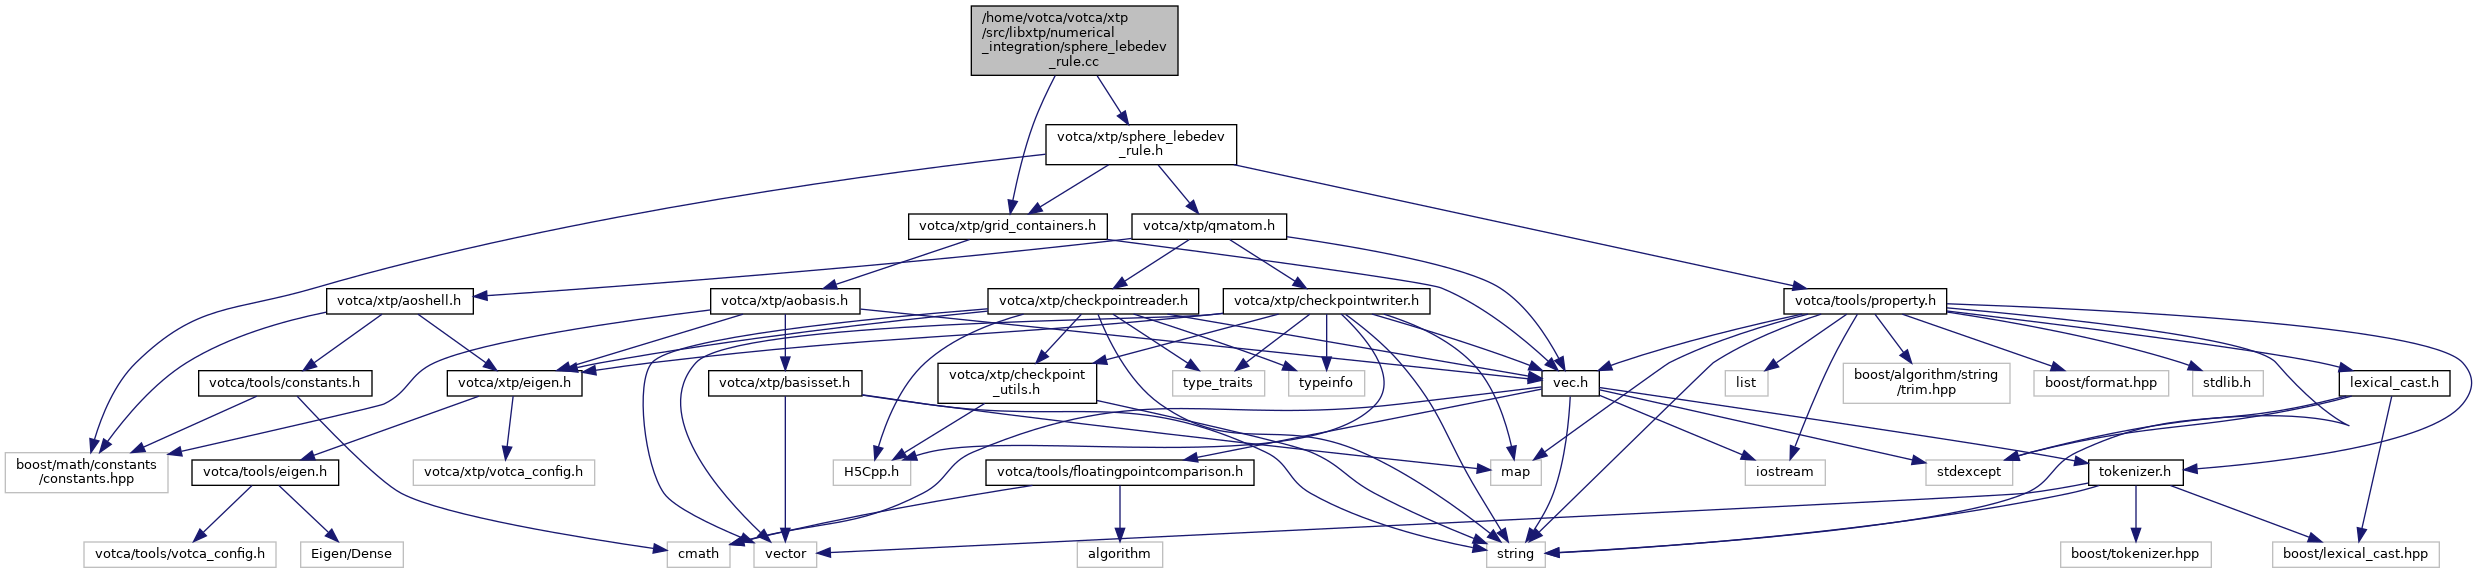 /home/votca/votca/xtp
/src/libxtp/numerical
_integration/sphere_lebedev
_rule.cc
votca/xtp/sphere_lebedev
_rule.h
votca/xtp/grid_containers.h
votca/xtp/qmatom.h
votca/xtp/aoshell.h
votca/xtp/aobasis.h
votca/xtp/checkpointreader.h
votca/xtp/checkpointwriter.h
votca/tools/property.h
votca/tools/constants.h
votca/xtp/eigen.h
votca/xtp/basisset.h
votca/xtp/checkpoint
_utils.h
type_traits
typeinfo
vec.h
list
boost/algorithm/string
/trim.hpp
boost/format.hpp
stdlib.h
lexical_cast.h
boost/math/constants
/constants.hpp
votca/tools/eigen.h
votca/xtp/votca_config.h
H5Cpp.h
votca/tools/floatingpointcomparison.h
map
iostream
stdexcept
tokenizer.h
votca/tools/votca_config.h
Eigen/Dense
cmath
vector
algorithm
string
boost/tokenizer.hpp
boost/lexical_cast.hpp